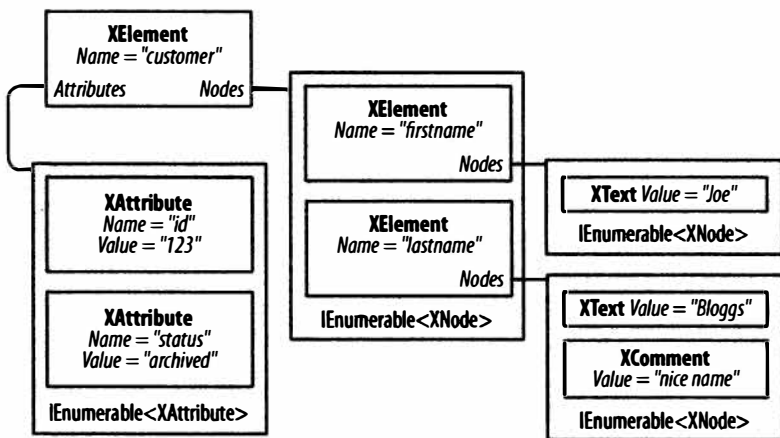 XElement
Name = "customer"
Attributes Nodes
XAttribute
Name = "id"
Value = "123"
XAttribute
Name = "status"
Value = "archived"
IEnumerable<XAttribute>
XElement
Name = "firstname"
Nodes
XElement
Name = "lastname"
Nodes
IEnumerable<XNode>
XText Value = "Joe"
IEnumerable<XNode>
XText Value = "Bloggs"
XComment
Value = "nice name"
IEnumerable<XNode>